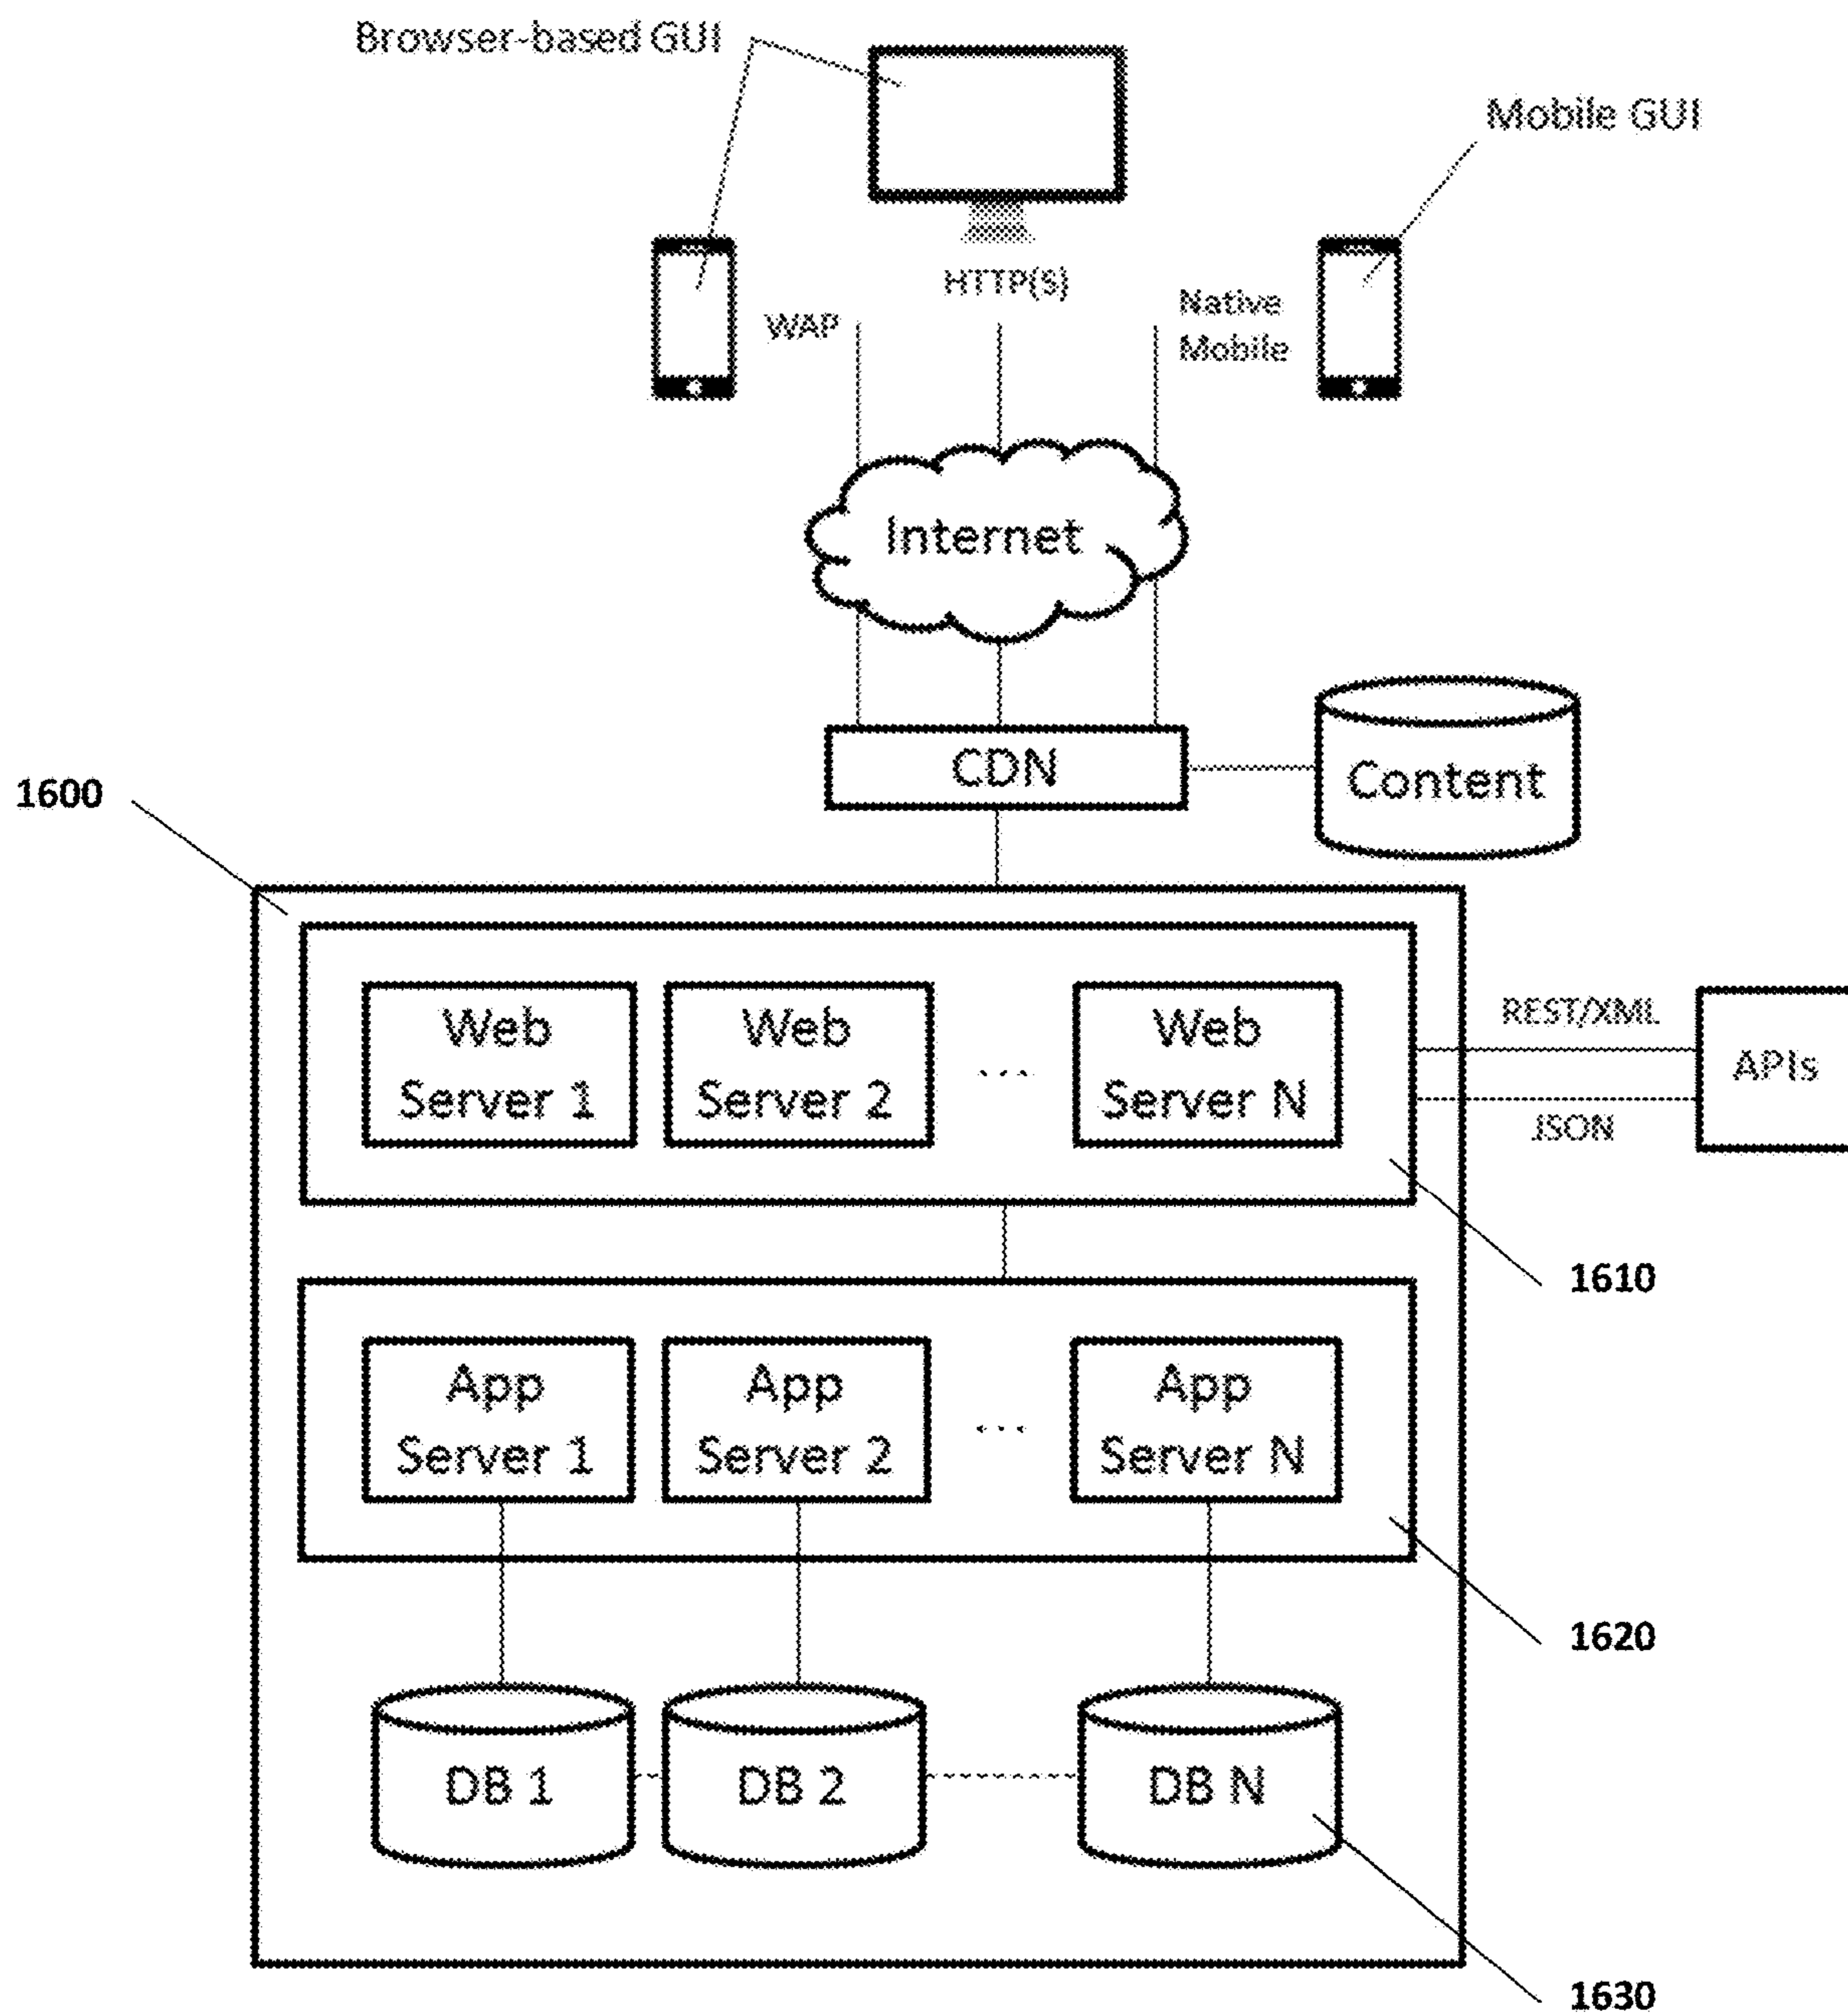 Browser-based GUI
Mobile GUI
HTTP(S)
WAP
Native
Mobile
Internet
CDN
Content
1600
Web
Server 1
Web
Server 2
...
Web
Server N
REST/XML
JSON
APIs
1610
App
Server 1
App
Server 2
...
App
Server N
1620
DB 1
DB 2
DB N
1630